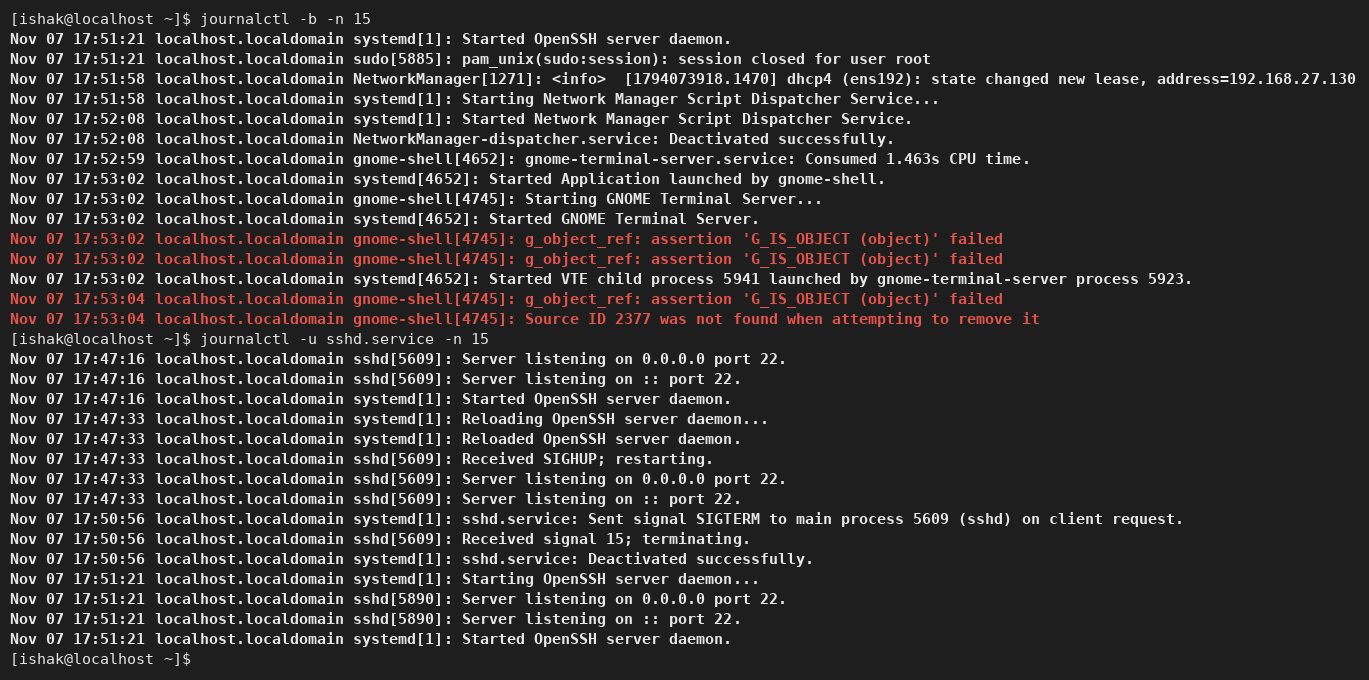 [ishak@localhost ~]$ journalctl -b -n 15
Nov 07 17:51:21 localhost.localdomain systemd[1]: Started OpenSSH server daemon.
Nov 07 17:51:21 localhost.localdomain sudo[5885]: pam_unix(sudo:session): session closed for user root
Nov 07 17:51:58 localhost.localdomain NetworkManager[1271]: <info>  [1794073918.1470] dhcp4 (ens192): state changed new lease, address=192.168.27.130
Nov 07 17:51:58 localhost.localdomain systemd[1]: Starting Network Manager Script Dispatcher Service...
Nov 07 17:52:08 localhost.localdomain systemd[1]: Started Network Manager Script Dispatcher Service.
Nov 07 17:52:08 localhost.localdomain NetworkManager-dispatcher.service: Deactivated successfully.
Nov 07 17:52:59 localhost.localdomain gnome-shell[4652]: gnome-terminal-server.service: Consumed 1.463s CPU time.
Nov 07 17:53:02 localhost.localdomain systemd[4652]: Started Application launched by gnome-shell.
Nov 07 17:53:02 localhost.localdomain gnome-shell[4745]: Starting GNOME Terminal Server...
Nov 07 17:53:02 localhost.localdomain systemd[4652]: Started GNOME Terminal Server.
Nov 07 17:53:02 localhost.localdomain gnome-shell[4745]: g_object_ref: assertion 'G_IS_OBJECT (object)' failed
Nov 07 17:53:02 localhost.localdomain gnome-shell[4745]: g_object_ref: assertion 'G_IS_OBJECT (object)' failed
Nov 07 17:53:02 localhost.localdomain systemd[4652]: Started VTE child process 5941 launched by gnome-terminal-server process 5923.
Nov 07 17:53:04 localhost.localdomain gnome-shell[4745]: g_object_ref: assertion 'G_IS_OBJECT (object)' failed
Nov 07 17:53:04 localhost.localdomain gnome-shell[4745]: Source ID 2377 was not found when attempting to remove it
[ishak@localhost ~]$ journalctl -u sshd.service -n 15
Nov 07 17:47:16 localhost.localdomain sshd[5609]: Server listening on 0.0.0.0 port 22.
Nov 07 17:47:16 localhost.localdomain sshd[5609]: Server listening on :: port 22.
Nov 07 17:47:16 localhost.localdomain systemd[1]: Started OpenSSH server daemon.
Nov 07 17:47:33 localhost.localdomain systemd[1]: Reloading OpenSSH server daemon...
Nov 07 17:47:33 localhost.localdomain systemd[1]: Reloaded OpenSSH server daemon.
Nov 07 17:47:33 localhost.localdomain sshd[5609]: Received SIGHUP; restarting.
Nov 07 17:47:33 localhost.localdomain sshd[5609]: Server listening on 0.0.0.0 port 22.
Nov 07 17:47:33 localhost.localdomain sshd[5609]: Server listening on :: port 22.
Nov 07 17:50:56 localhost.localdomain systemd[1]: sshd.service: Sent signal SIGTERM to main process 5609 (sshd) on client request.
Nov 07 17:50:56 localhost.localdomain sshd[5609]: Received signal 15; terminating.
Nov 07 17:50:56 localhost.localdomain systemd[1]: sshd.service: Deactivated successfully.
Nov 07 17:51:21 localhost.localdomain systemd[1]: Starting OpenSSH server daemon...
Nov 07 17:51:21 localhost.localdomain sshd[5890]: Server listening on 0.0.0.0 port 22.
Nov 07 17:51:21 localhost.localdomain sshd[5890]: Server listening on :: port 22.
Nov 07 17:51:21 localhost.localdomain systemd[1]: Started OpenSSH server daemon.
[ishak@localhost ~]$